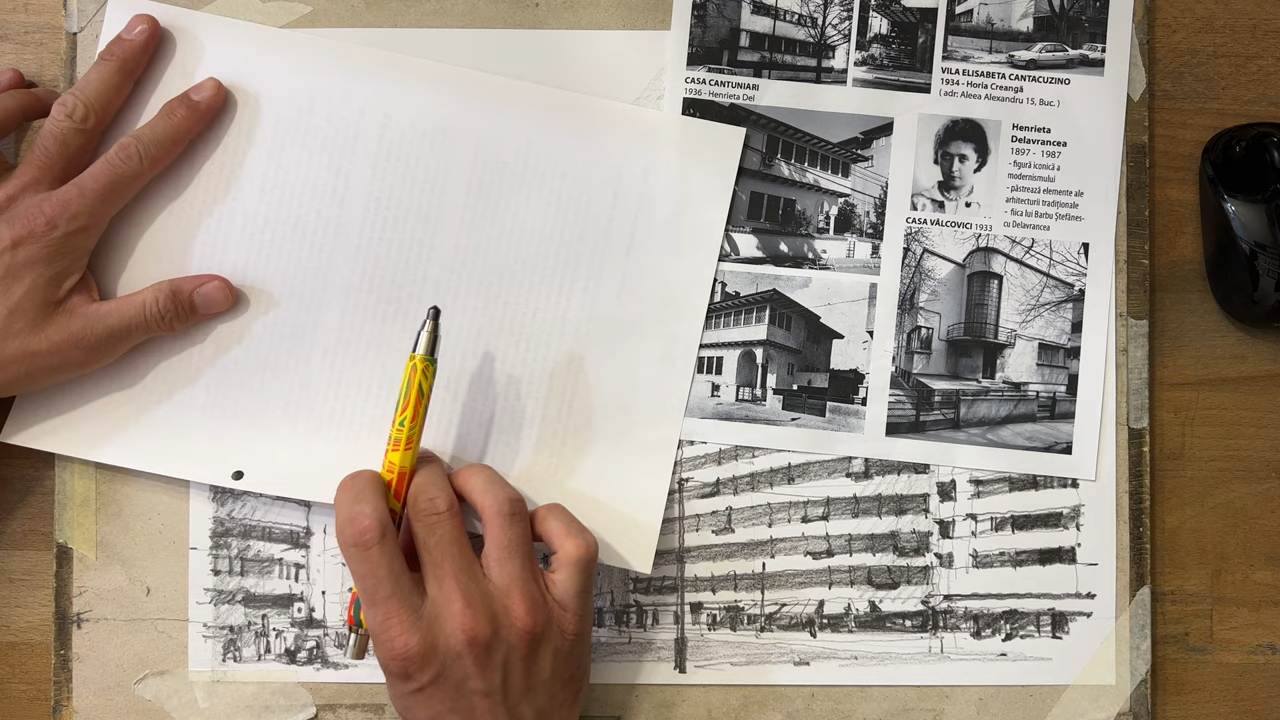 CASA CANTUNIARI
1936 - Henrieta Del
VILA ELISABETA CANTACUZINO
1934 - Horia Creangă
( adr: Aleea Alexandru 15, Buc. )
Henrieta
Delavrancea
1897 - 1987
- figură iconică a
modernismului
- păstrează elemente ale
arhitecturii tradiționale
- fiica lui Barbu Ștefănes-
cu Delavrancea
CASA VÂLCOVICI 1933